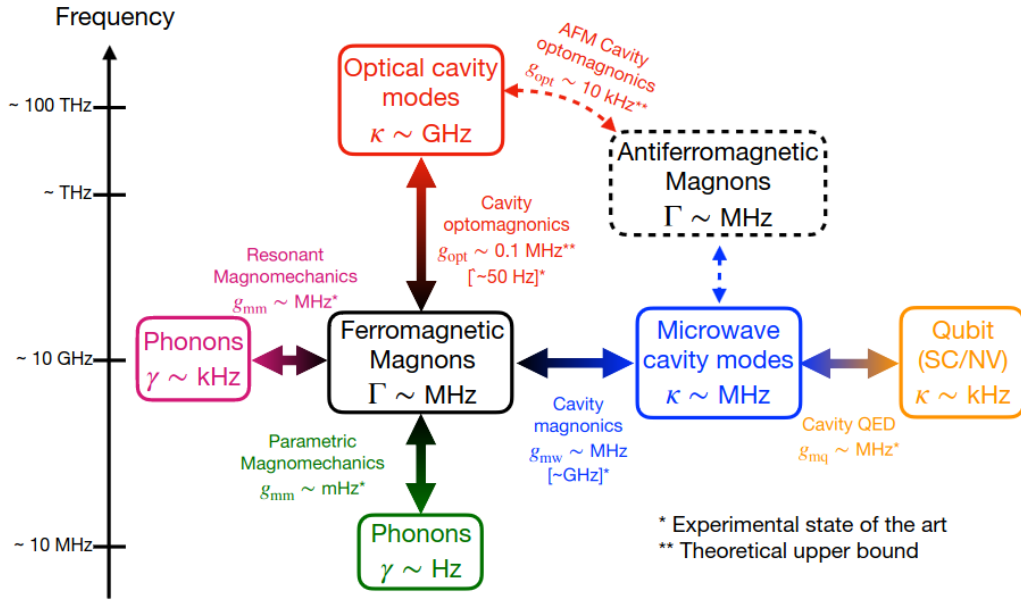 Frequency
~ 100 THz
~ THz
~ 10 GHz
~ 10 MHz
Optical cavity
modes
κ ∼ GHz
AFM Cavity
optomagnonics
g_opt ∼ 10 kHz**
Antiferromagnetic
Magnons
Γ ∼ MHz
Cavity
optomagnonics
g_opt ∼ 0.1 MHz**
[~50 Hz]*
Resonant
Magnomechanics
g_mm ∼ MHz*
Phonons
γ ∼ kHz
Ferromagnetic
Magnons
Γ ∼ MHz
Microwave
cavity modes
κ ∼ MHz
Qubit
(SC/NV)
κ ∼ kHz
Cavity
magnonics
g_mw ∼ MHz
[~GHz]*
Cavity QED
g_mq ∼ MHz*
Parametric
Magnomechanics
g_mm ∼ mHz*
Phonons
γ ∼ Hz
* Experimental state of the art
** Theoretical upper bound